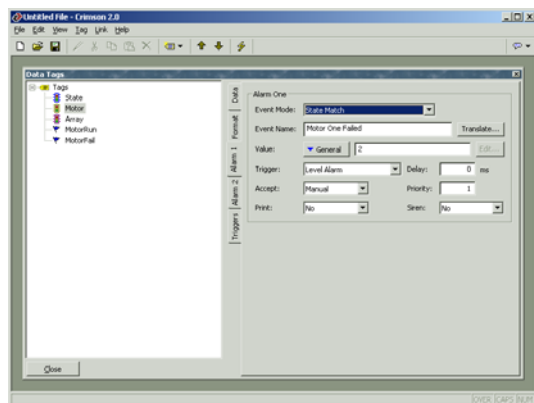 Untitled File - Crimson 2.0
File Edit View Tag Link Help
Data Tags
Tags
State
Motor
Array
MotorRun
MotorFail
Data
Format
Alarm 1
Alarm 2
Triggers
Alarm One
Event Mode: State Match
Event Name: Motor One Failed Translate...
Value: General 2 Edit...
Trigger: Level Alarm Delay: 0 ms
Accept: Manual Priority: 1
Print: No Siren: No
Close
OVER CAPS NUM